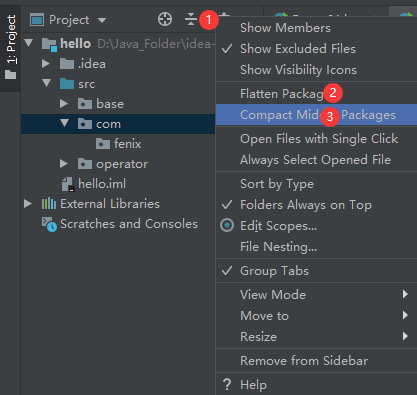 1: Project
Project
1
hello D:\Java_Folder\idea-
.idea
src
base
com
fenix
operator
hello.iml
External Libraries
Scratches and Consoles
Show Members
Show Excluded Files
Show Visibility Icons
Flatten Packag 2
Compact Mid 3 Packages
Open Files with Single Click
Always Select Opened File
Sort by Type
Folders Always on Top
Edit Scopes...
File Nesting...
Group Tabs
View Mode
Move to
Resize
Remove from Sidebar
? Help